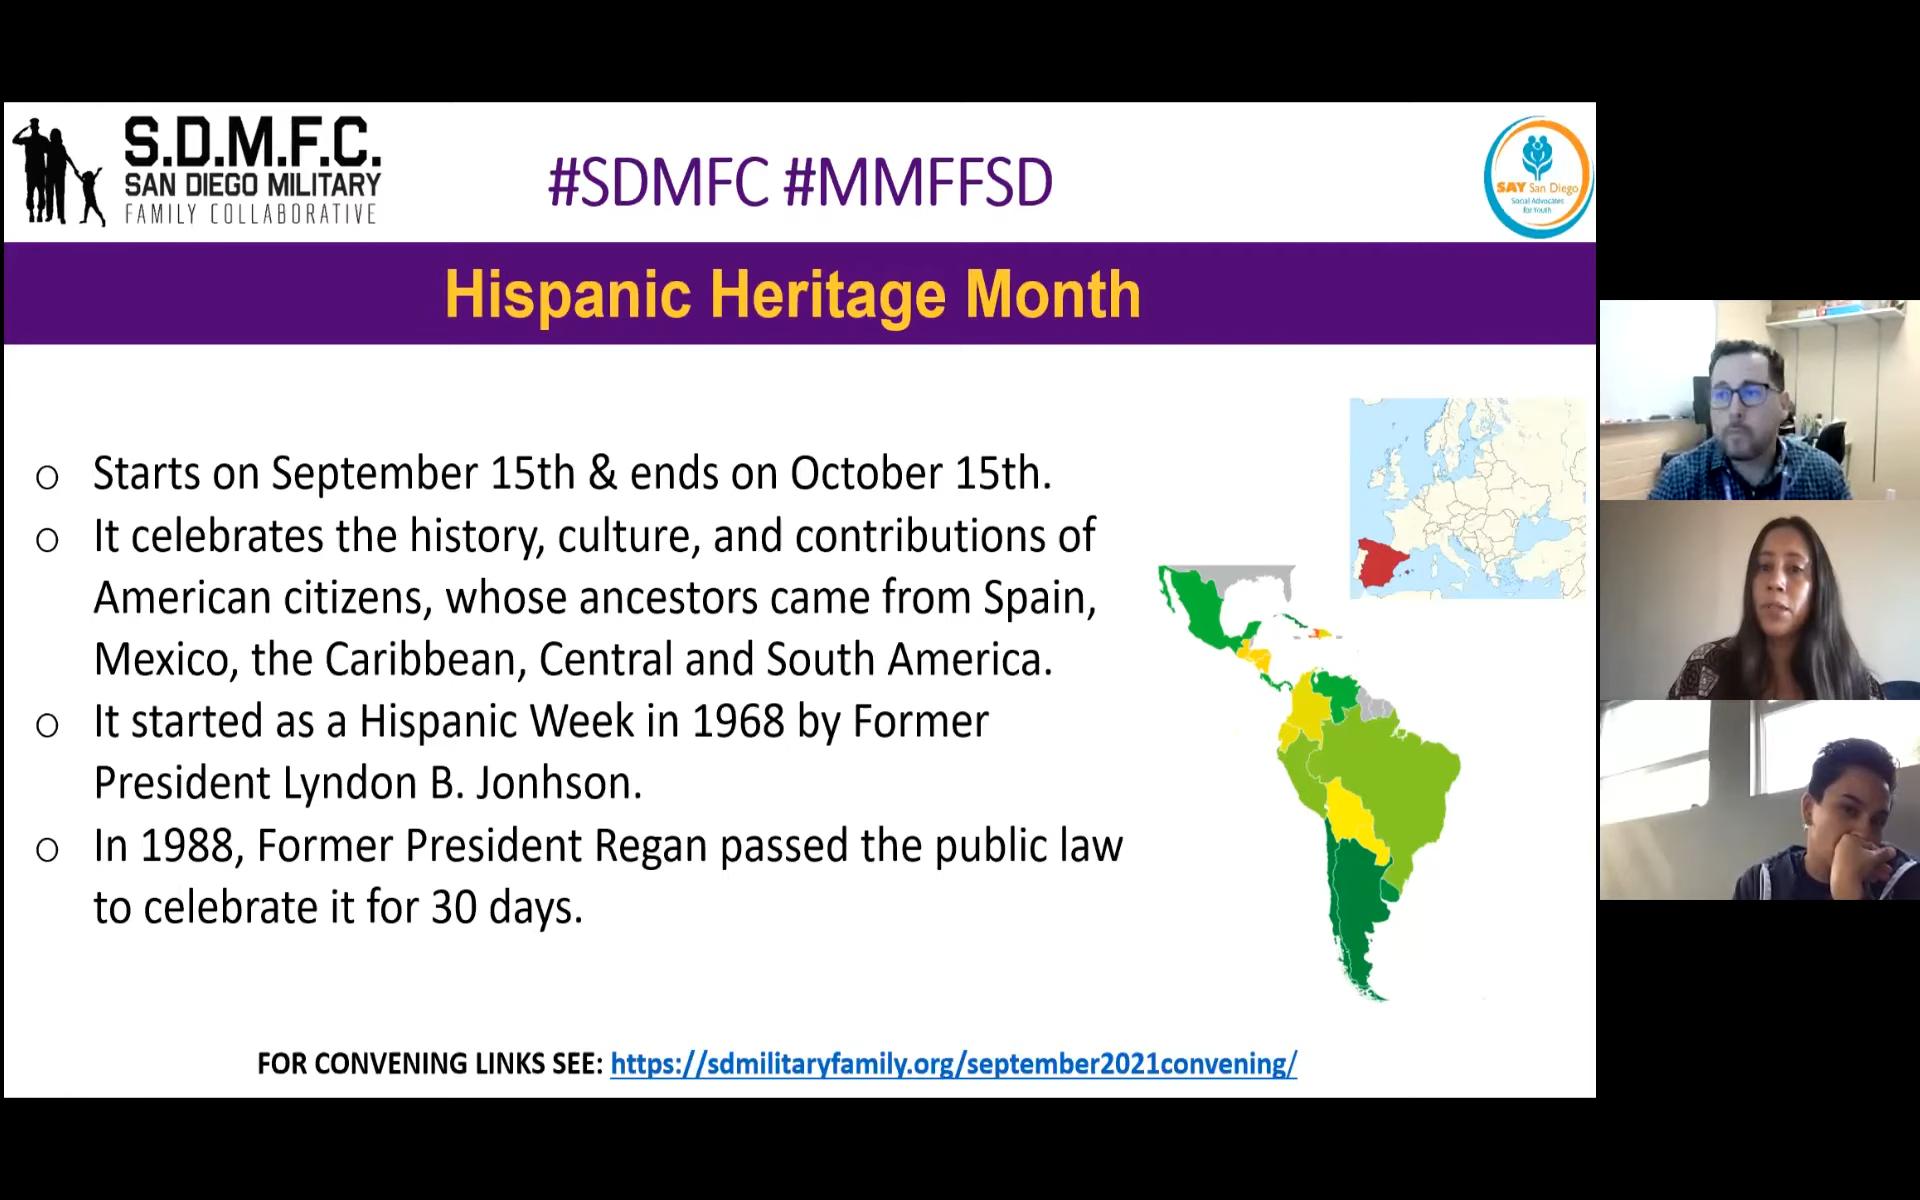 S.D.M.F.C.
SAN DIEGO MILITARY
FAMILY COLLABORATIVE
#SDMFC #MMFFSD
SAY San Diego
Social Advocates
for Youth
Hispanic Heritage Month
o Starts on September 15th & ends on October 15th.
o It celebrates the history, culture, and contributions of
American citizens, whose ancestors came from Spain,
Mexico, the Caribbean, Central and South America.
o It started as a Hispanic Week in 1968 by Former
President Lyndon B. Jonhson.
o In 1988, Former President Regan passed the public law
to celebrate it for 30 days.
FOR CONVENING LINKS SEE: https://sdmilitaryfamily.org/september2021convening/